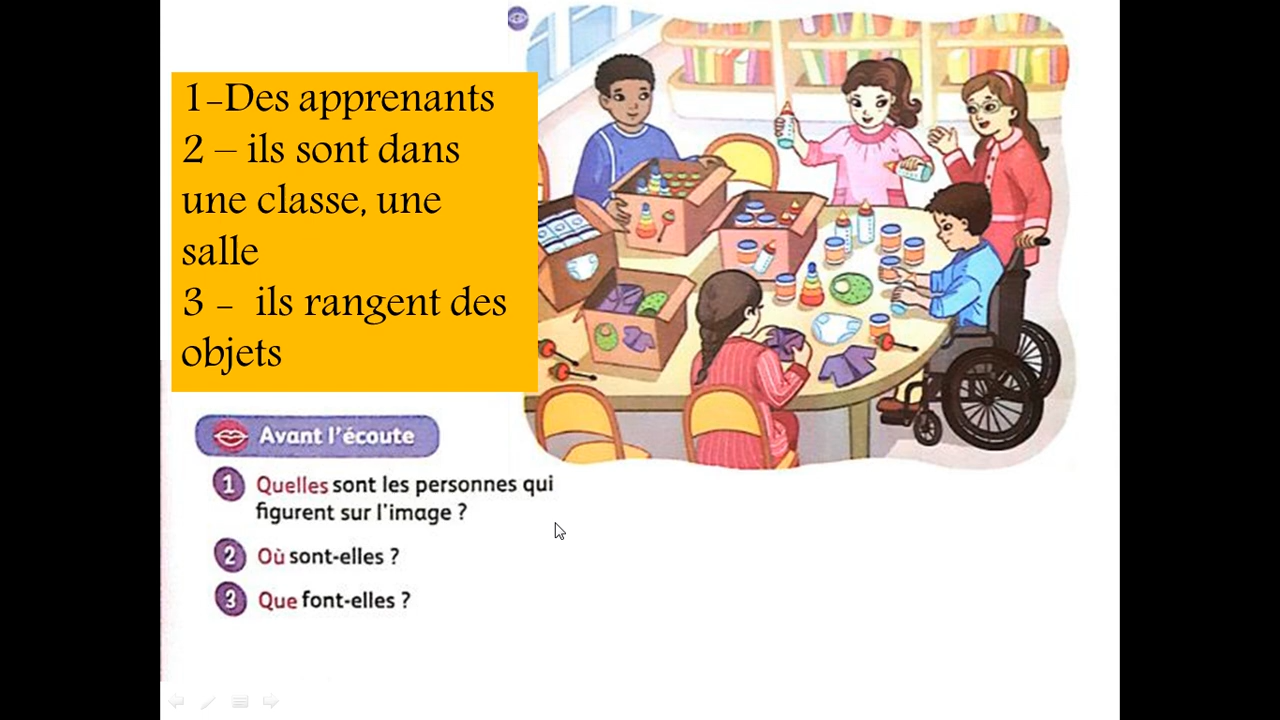 1-Des apprenants
2 – ils sont dans
une classe, une
salle
3 - ils rangent des
objets
Avant l'écoute
1 Quelles sont les personnes qui
figurent sur l'image ?
2 Où sont-elles ?
3 Que font-elles ?